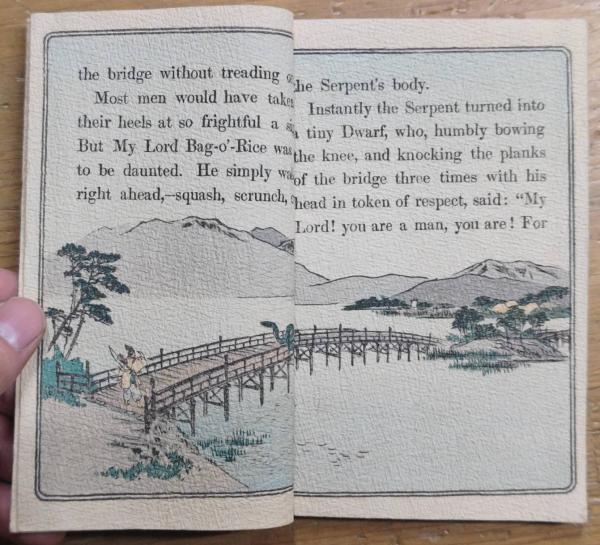 the bridge without treading
Most men would have take
their heels at so frightful a
But My Lord Bag-o'-Rice was
to be daunted. He simply wa
right ahead,—squash, scrunch,
he Serpent's body.
Instantly the Serpent turned into
a tiny Dwarf, who, humbly bowing
the knee, and knocking the planks
of the bridge three times with his
head in token of respect, said: “My
Lord! you are a man, you are! For